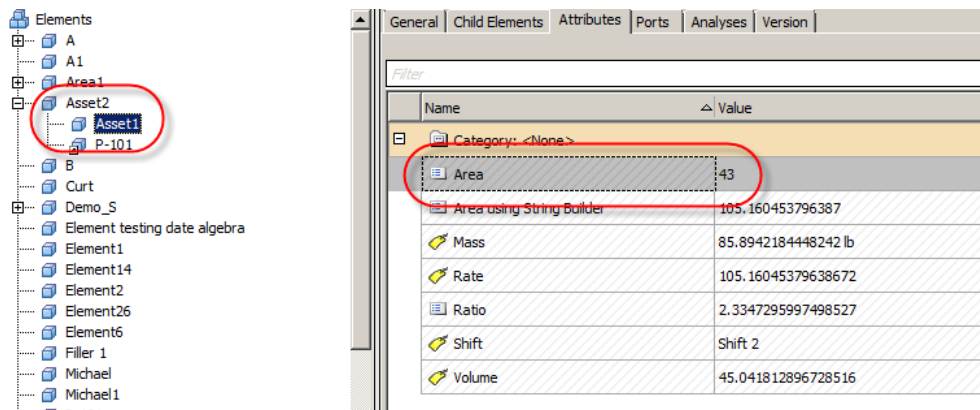 Elements
A
A1
Area1
Asset2
Asset1
P-101
B
Curt
Demo_S
Element testing date algebra
Element1
Element14
Element2
Element26
Element6
Filler 1
Michael
Michael1
General Child Elements Attributes Ports Analyses Version
Filter
Name Value
Category: <None>
Area 43
Area using String Builder 105.160453796387
Mass 85.8942184448242 lb
Rate 105.16045379638672
Ratio 2.3347295997498527
Shift Shift 2
Volume 45.041812896728516